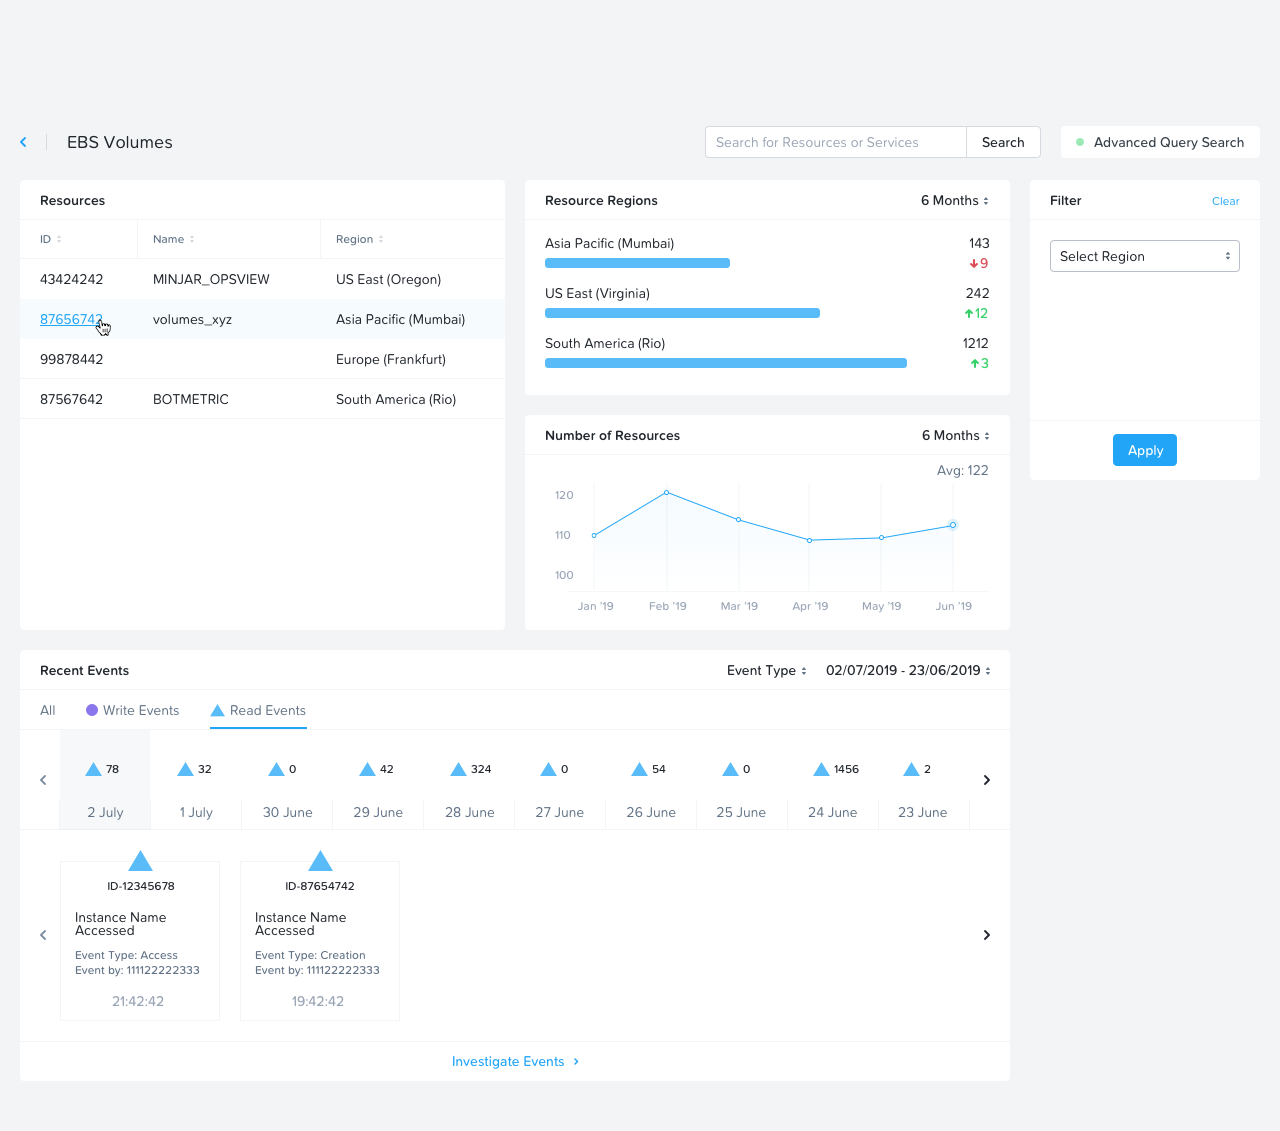 EBS Volumes
Search for Resources or Services
Search
Advanced Query Search
Resources
ID Name Region
43424242 MINJAR_OPSVIEW US East (Oregon)
87656742 volumes_xyz Asia Pacific (Mumbai)
99878442 Europe (Frankfurt)
87567642 BOTMETRIC South America (Rio)
Resource Regions 6 Months
Asia Pacific (Mumbai) 143
9
US East (Virginia) 242
12
South America (Rio) 1212
3
Number of Resources 6 Months
Avg: 122
120
110
100
Jan '19 Feb '19 Mar '19 Apr '19 May '19 Jun '19
Filter Clear
Select Region
Apply
Recent Events Event Type 02/07/2019 - 23/06/2019
All Write Events Read Events
78 32 0 42 324 0 54 0 1456 2
2 July 1 July 30 June 29 June 28 June 27 June 26 June 25 June 24 June 23 June
ID-12345678
Instance Name
Accessed
Event Type: Access
Event by: 111122222333
21:42:42
ID-87654742
Instance Name
Accessed
Event Type: Creation
Event by: 111122222333
19:42:42
Investigate Events